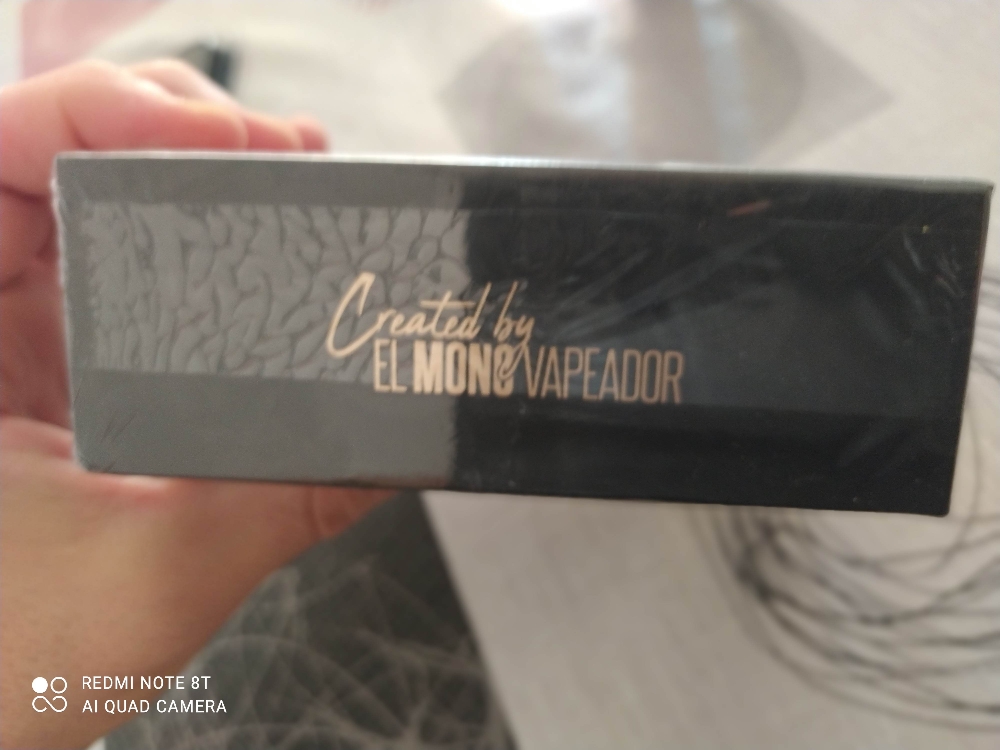 Created by
EL MONO VAPEADOR
REDMI NOTE 8T
AI QUAD CAMERA